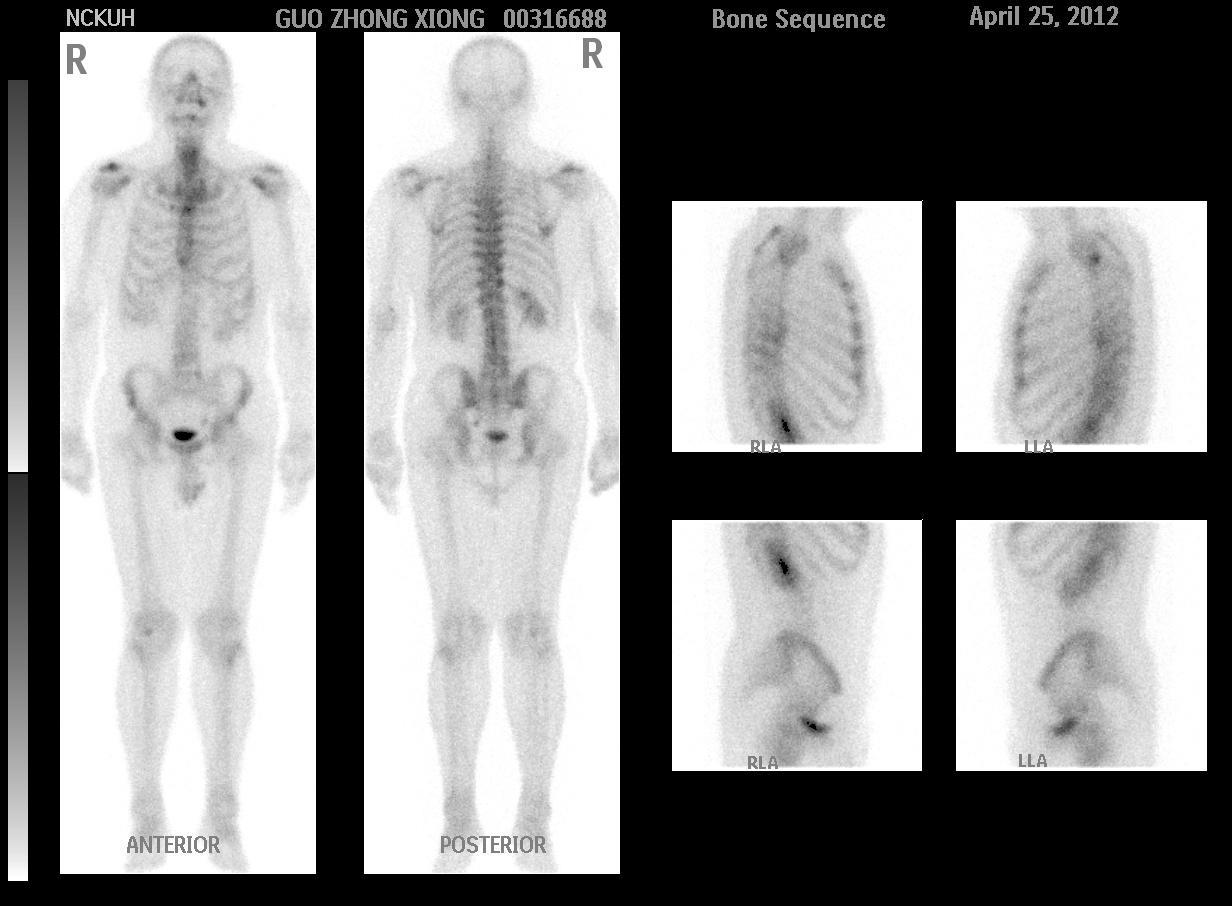 NCKUH GUO ZHONG XIONG 00316688 Bone Sequence April 25, 2012
R R
RLA LLA
RLA LLA
ANTERIOR POSTERIOR